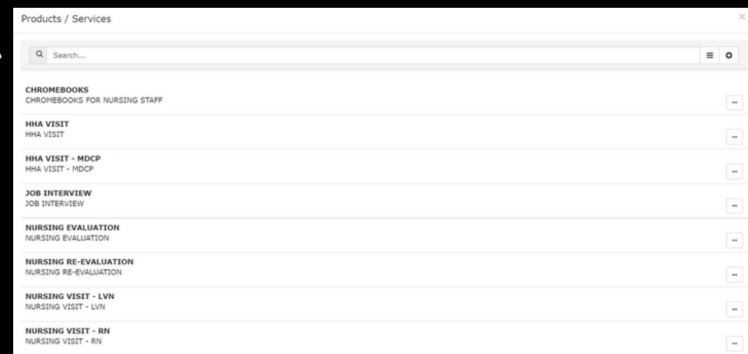 Products / Services
Search...
CHROMEBOOKS
CHROMEBOOKS FOR NURSING STAFF
HHA VISIT
HHA VISIT
HHA VISIT - MDCP
HHA VISIT - MDCP
JOB INTERVIEW
JOB INTERVIEW
NURSING EVALUATION
NURSING EVALUATION
NURSING RE-EVALUATION
NURSING RE-EVALUATION
NURSING VISIT - LVN
NURSING VISIT - LVN
NURSING VISIT - RN
NURSING VISIT - RN